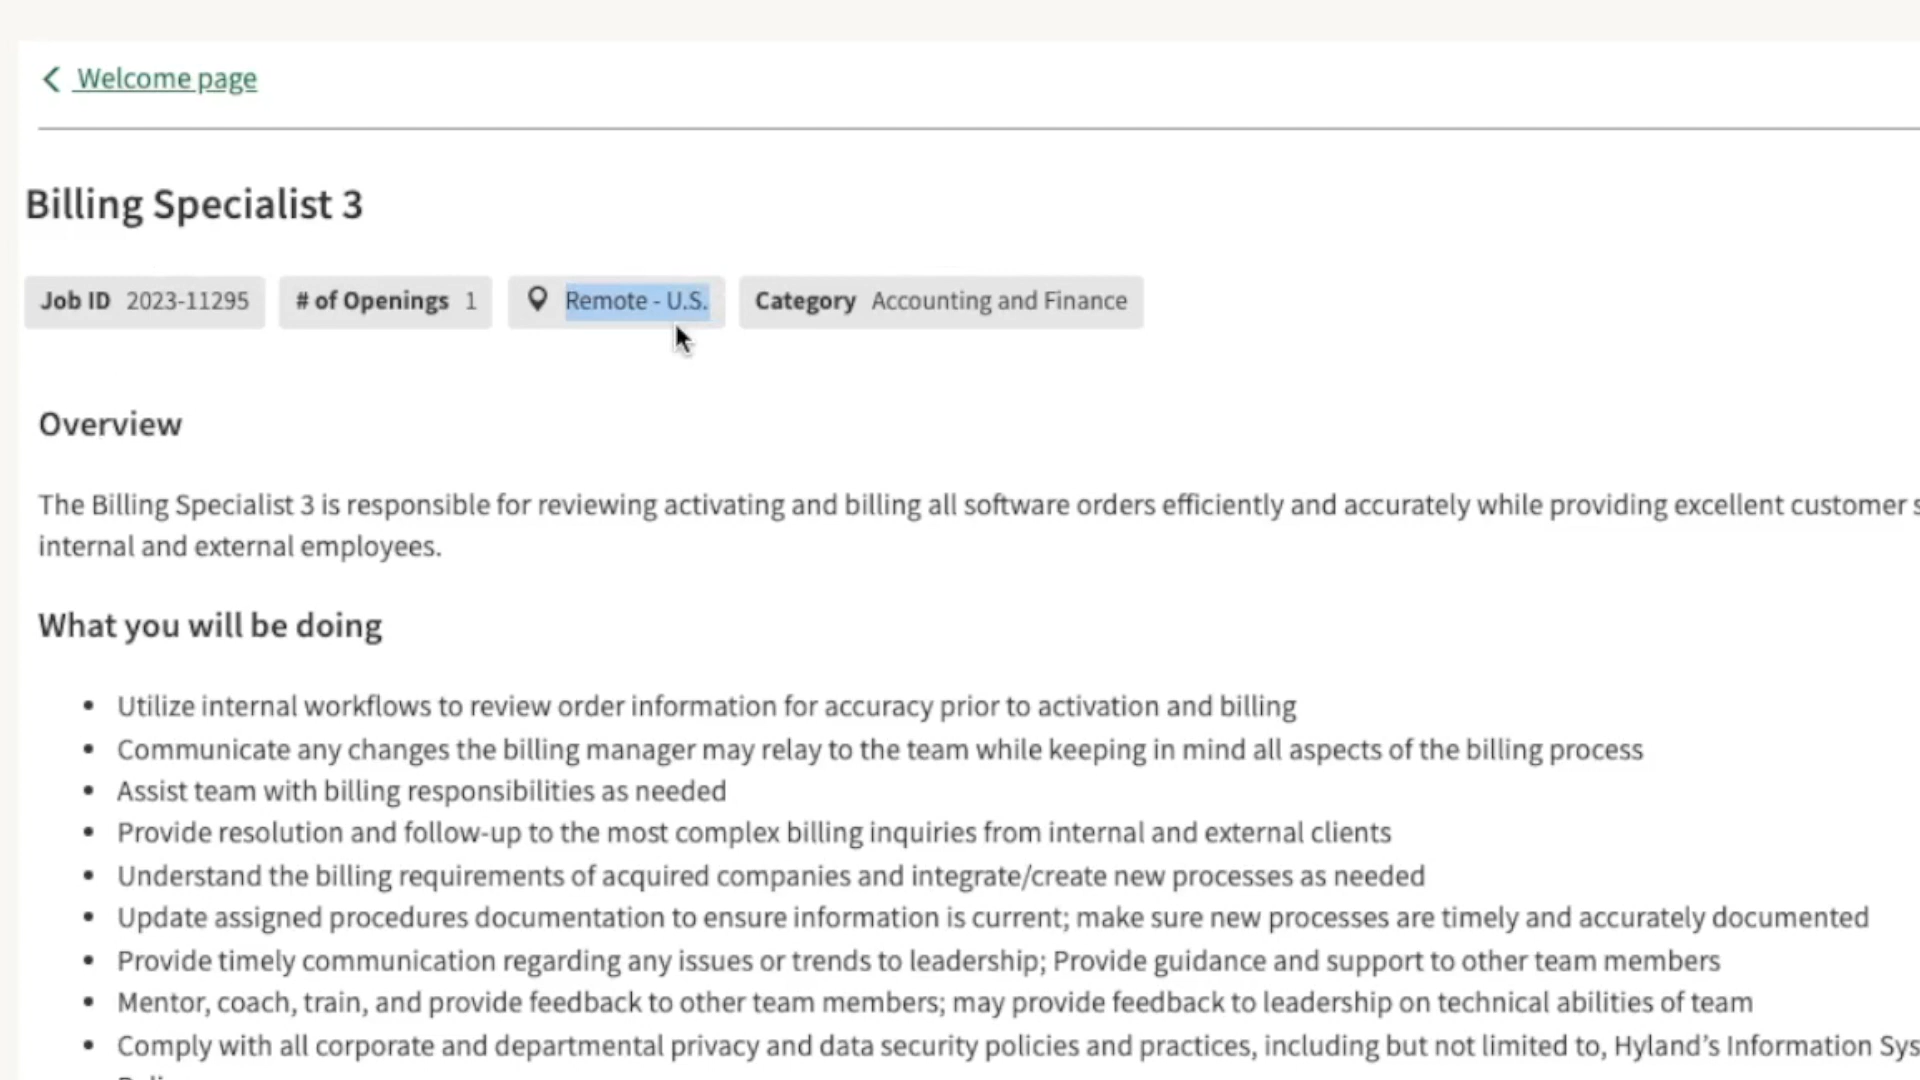 Welcome page
Billing Specialist 3
Job ID 2023-11295 # of Openings 1 Remote - U.S. Category Accounting and Finance
Overview
The Billing Specialist 3 is responsible for reviewing activating and billing all software orders efficiently and accurately while providing excellent customer
internal and external employees.
What you will be doing
• Utilize internal workflows to review order information for accuracy prior to activation and billing
• Communicate any changes the billing manager may relay to the team while keeping in mind all aspects of the billing process
• Assist team with billing responsibilities as needed
• Provide resolution and follow-up to the most complex billing inquiries from internal and external clients
• Understand the billing requirements of acquired companies and integrate/create new processes as needed
• Update assigned procedures documentation to ensure information is current; make sure new processes are timely and accurately documented
• Provide timely communication regarding any issues or trends to leadership; Provide guidance and support to other team members
• Mentor, coach, train, and provide feedback to other team members; may provide feedback to leadership on technical abilities of team
• Comply with all corporate and departmental privacy and data security policies and practices, including but not limited to, Hyland’s Information Sys